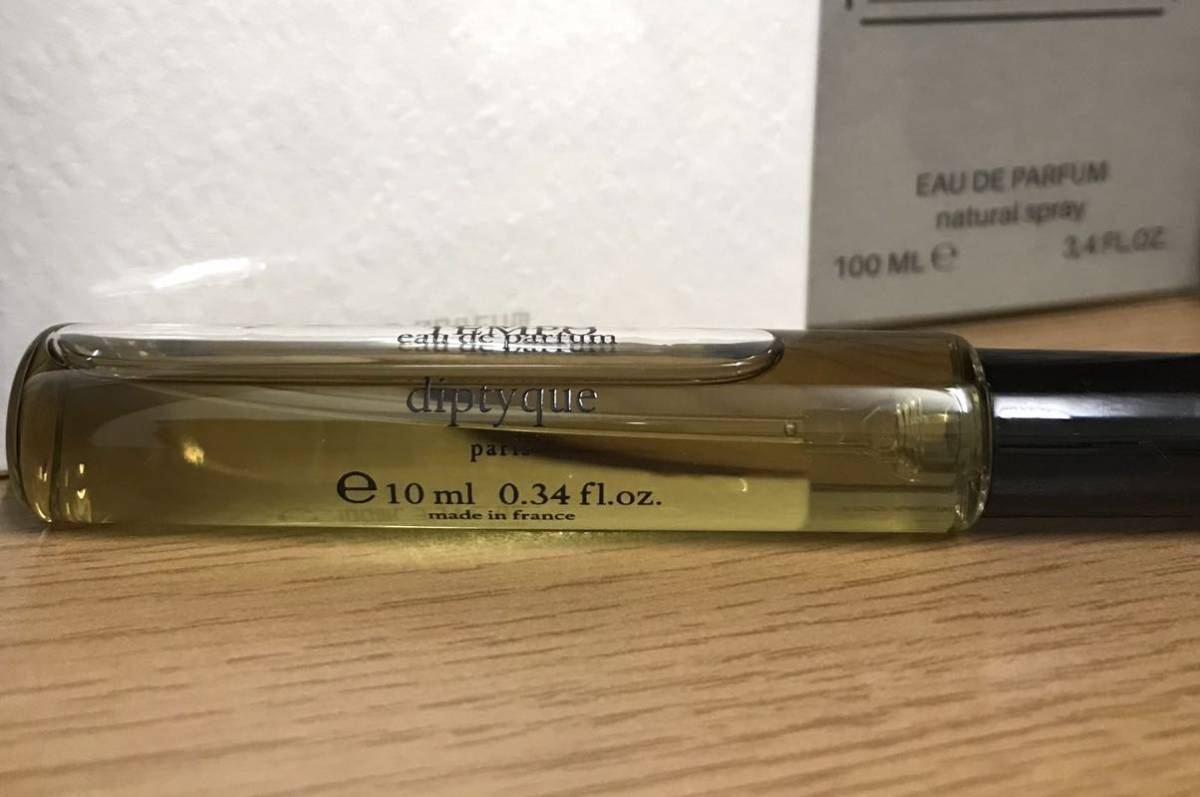 EAU DE PARFUM
natural spray
100 ML ℮ 3,4 FL.OZ
TEMPO
eau de parfum
diptyque
paris
℮ 10 ml 0.34 fl.oz.
made in france